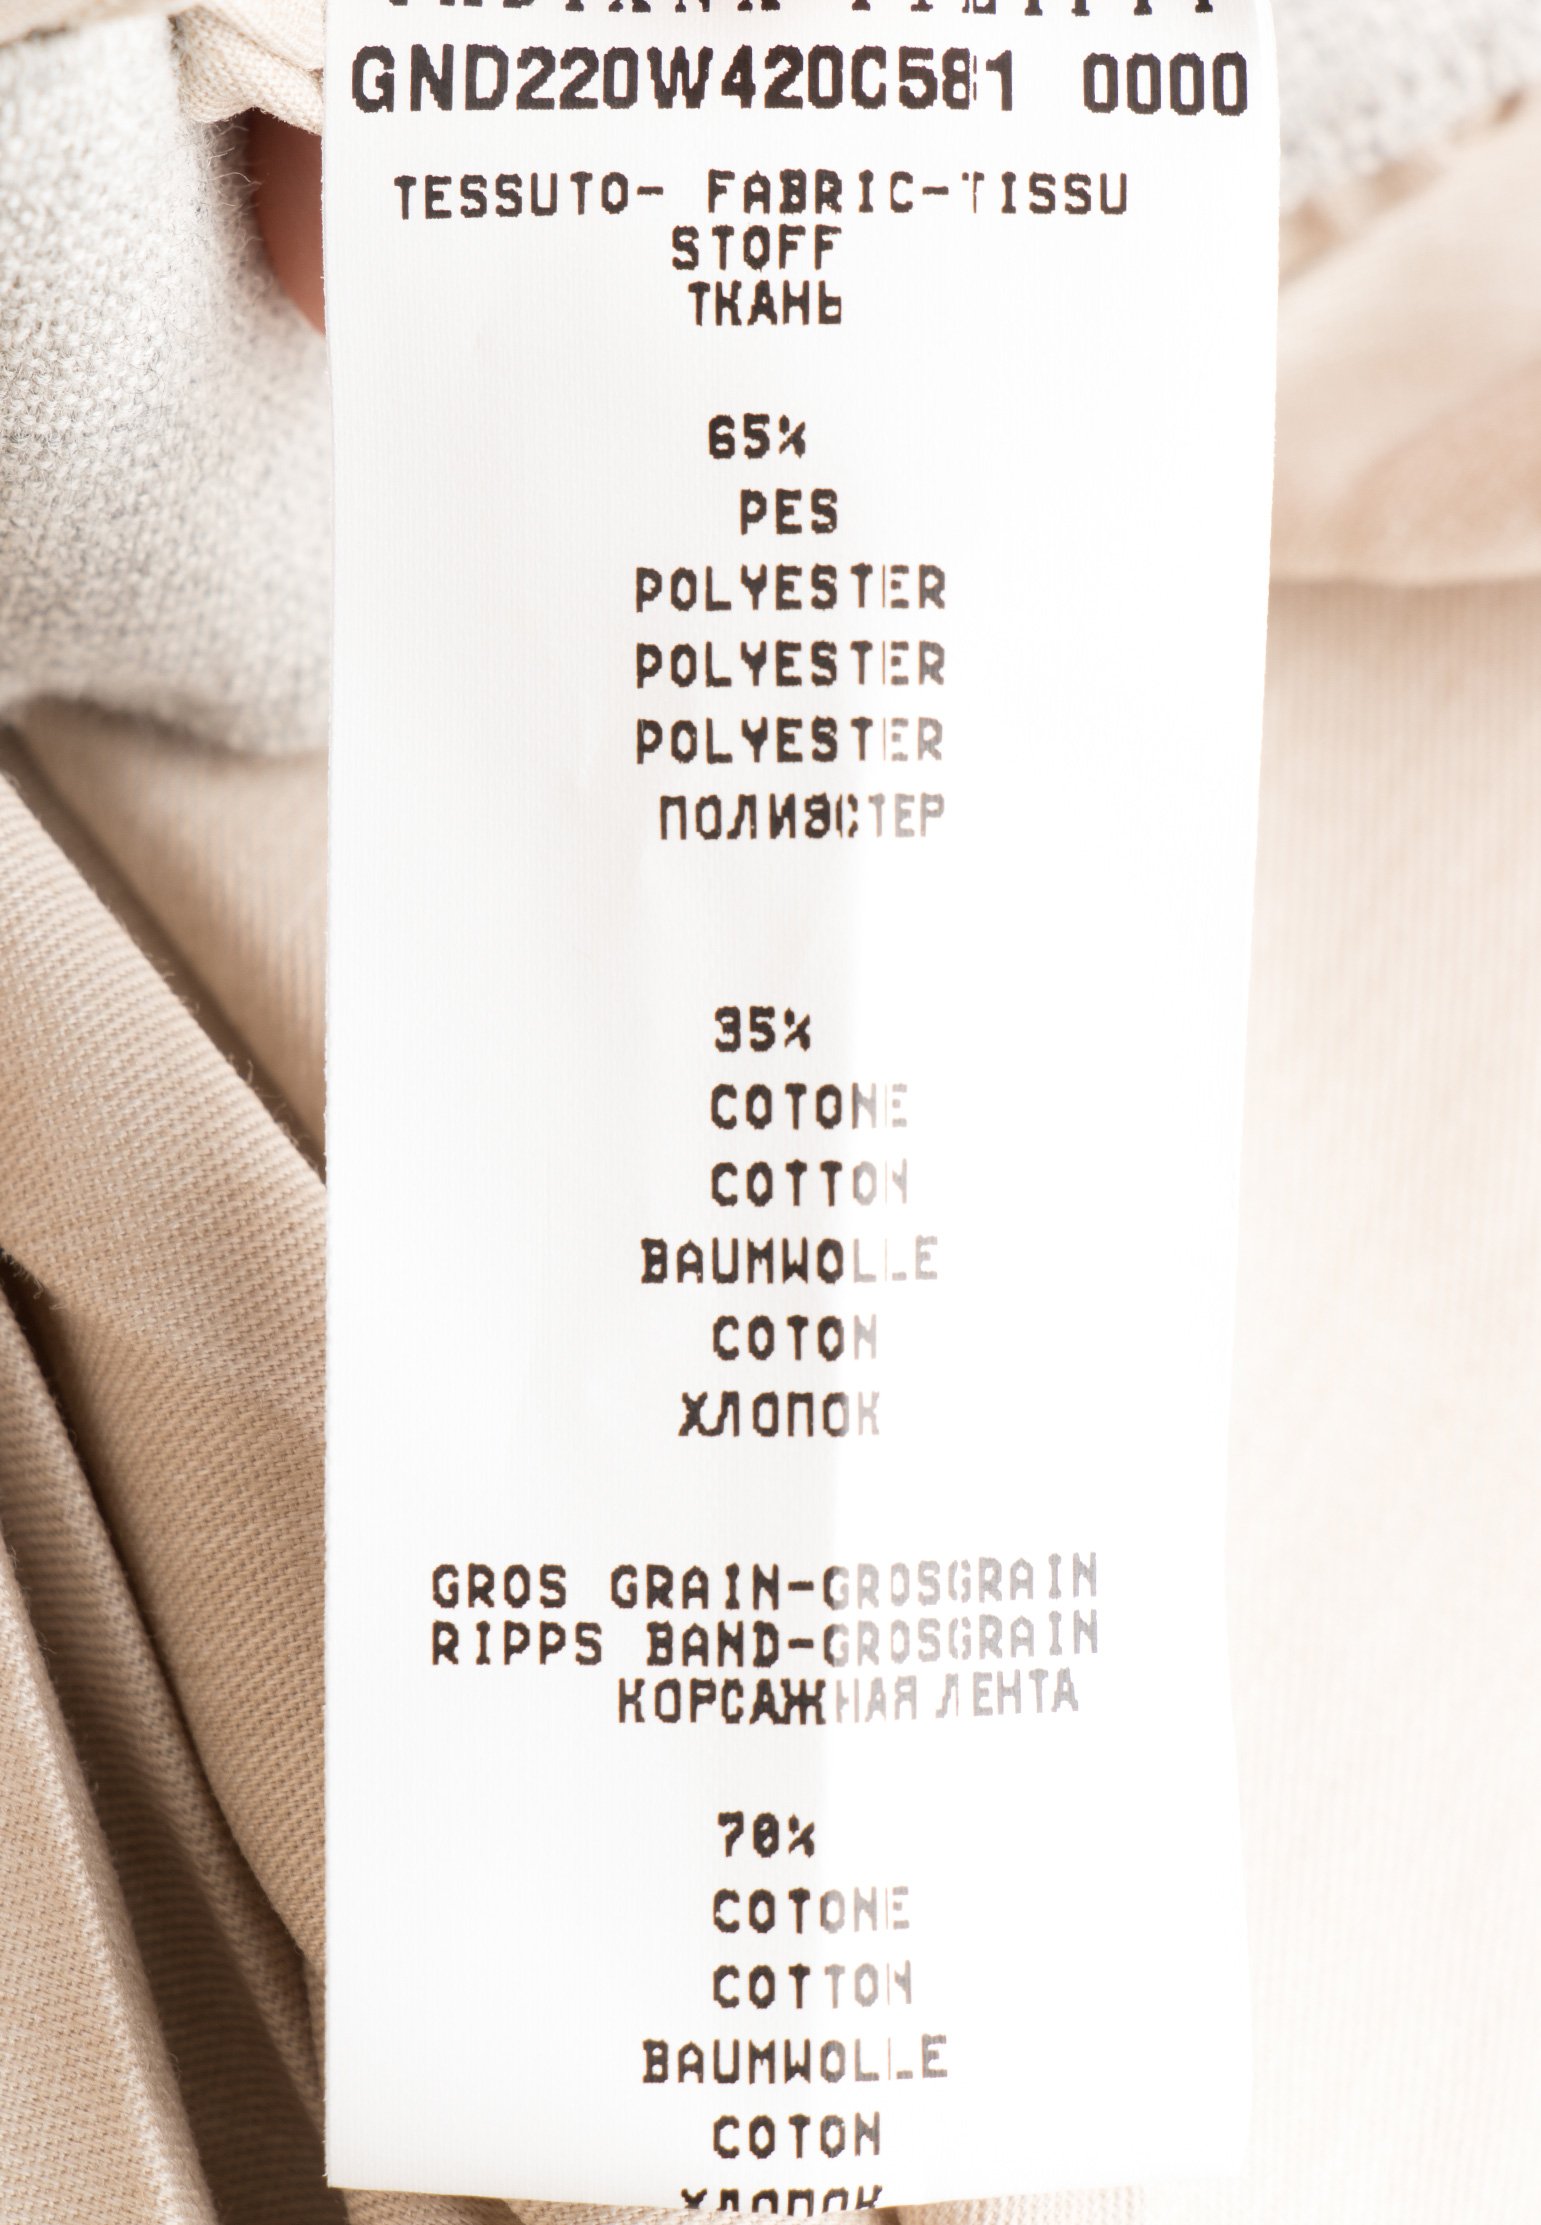 GND220W420C581 0000
TESSUTO- FABRIC-TISSU
STOFF
ТКАНЬ
65%
PES
POLYESTER
POLYESTER
POLYESTER
ПОЛИЭСТЕР
35%
COTONE
COTTON
BAUMWOLLE
COTON
ХЛОПОК
GROS GRAIN-GROSGRAIN
RIPPS BAND-GROSGRAIN
КОРСАЖНАЯ ЛЕНТА
70%
COTONE
COTTON
BAUMWOLLE
COTON
ХЛОПОК